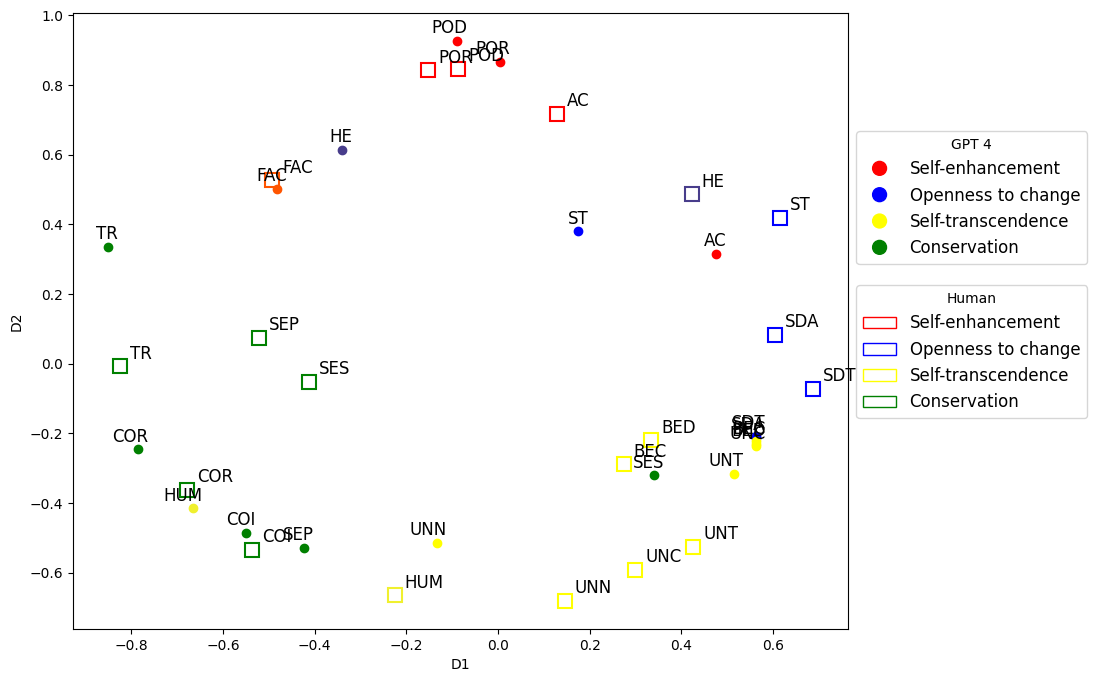 1.0
POD
POR
POR
POD
0.8
AC
HE
0.6
FAC
FAC
HE
ST
ST
0.4
AC
TR
0.2
SEP
SDA
TR
0.0
SES
SDT
D2
BED
SDT
UNC
−0.2
COR
BEC
SES
UNT
COR
−0.4
HUM
COI
SEP
UNN
COI
UNT
UNC
−0.6
HUM
UNN
−0.8
−0.6
−0.4
−0.2
0.0
0.2
0.4
0.6
D1
GPT 4
Self-enhancement
Openness to change
Self-transcendence
Conservation
Human
Self-enhancement
Openness to change
Self-transcendence
Conservation